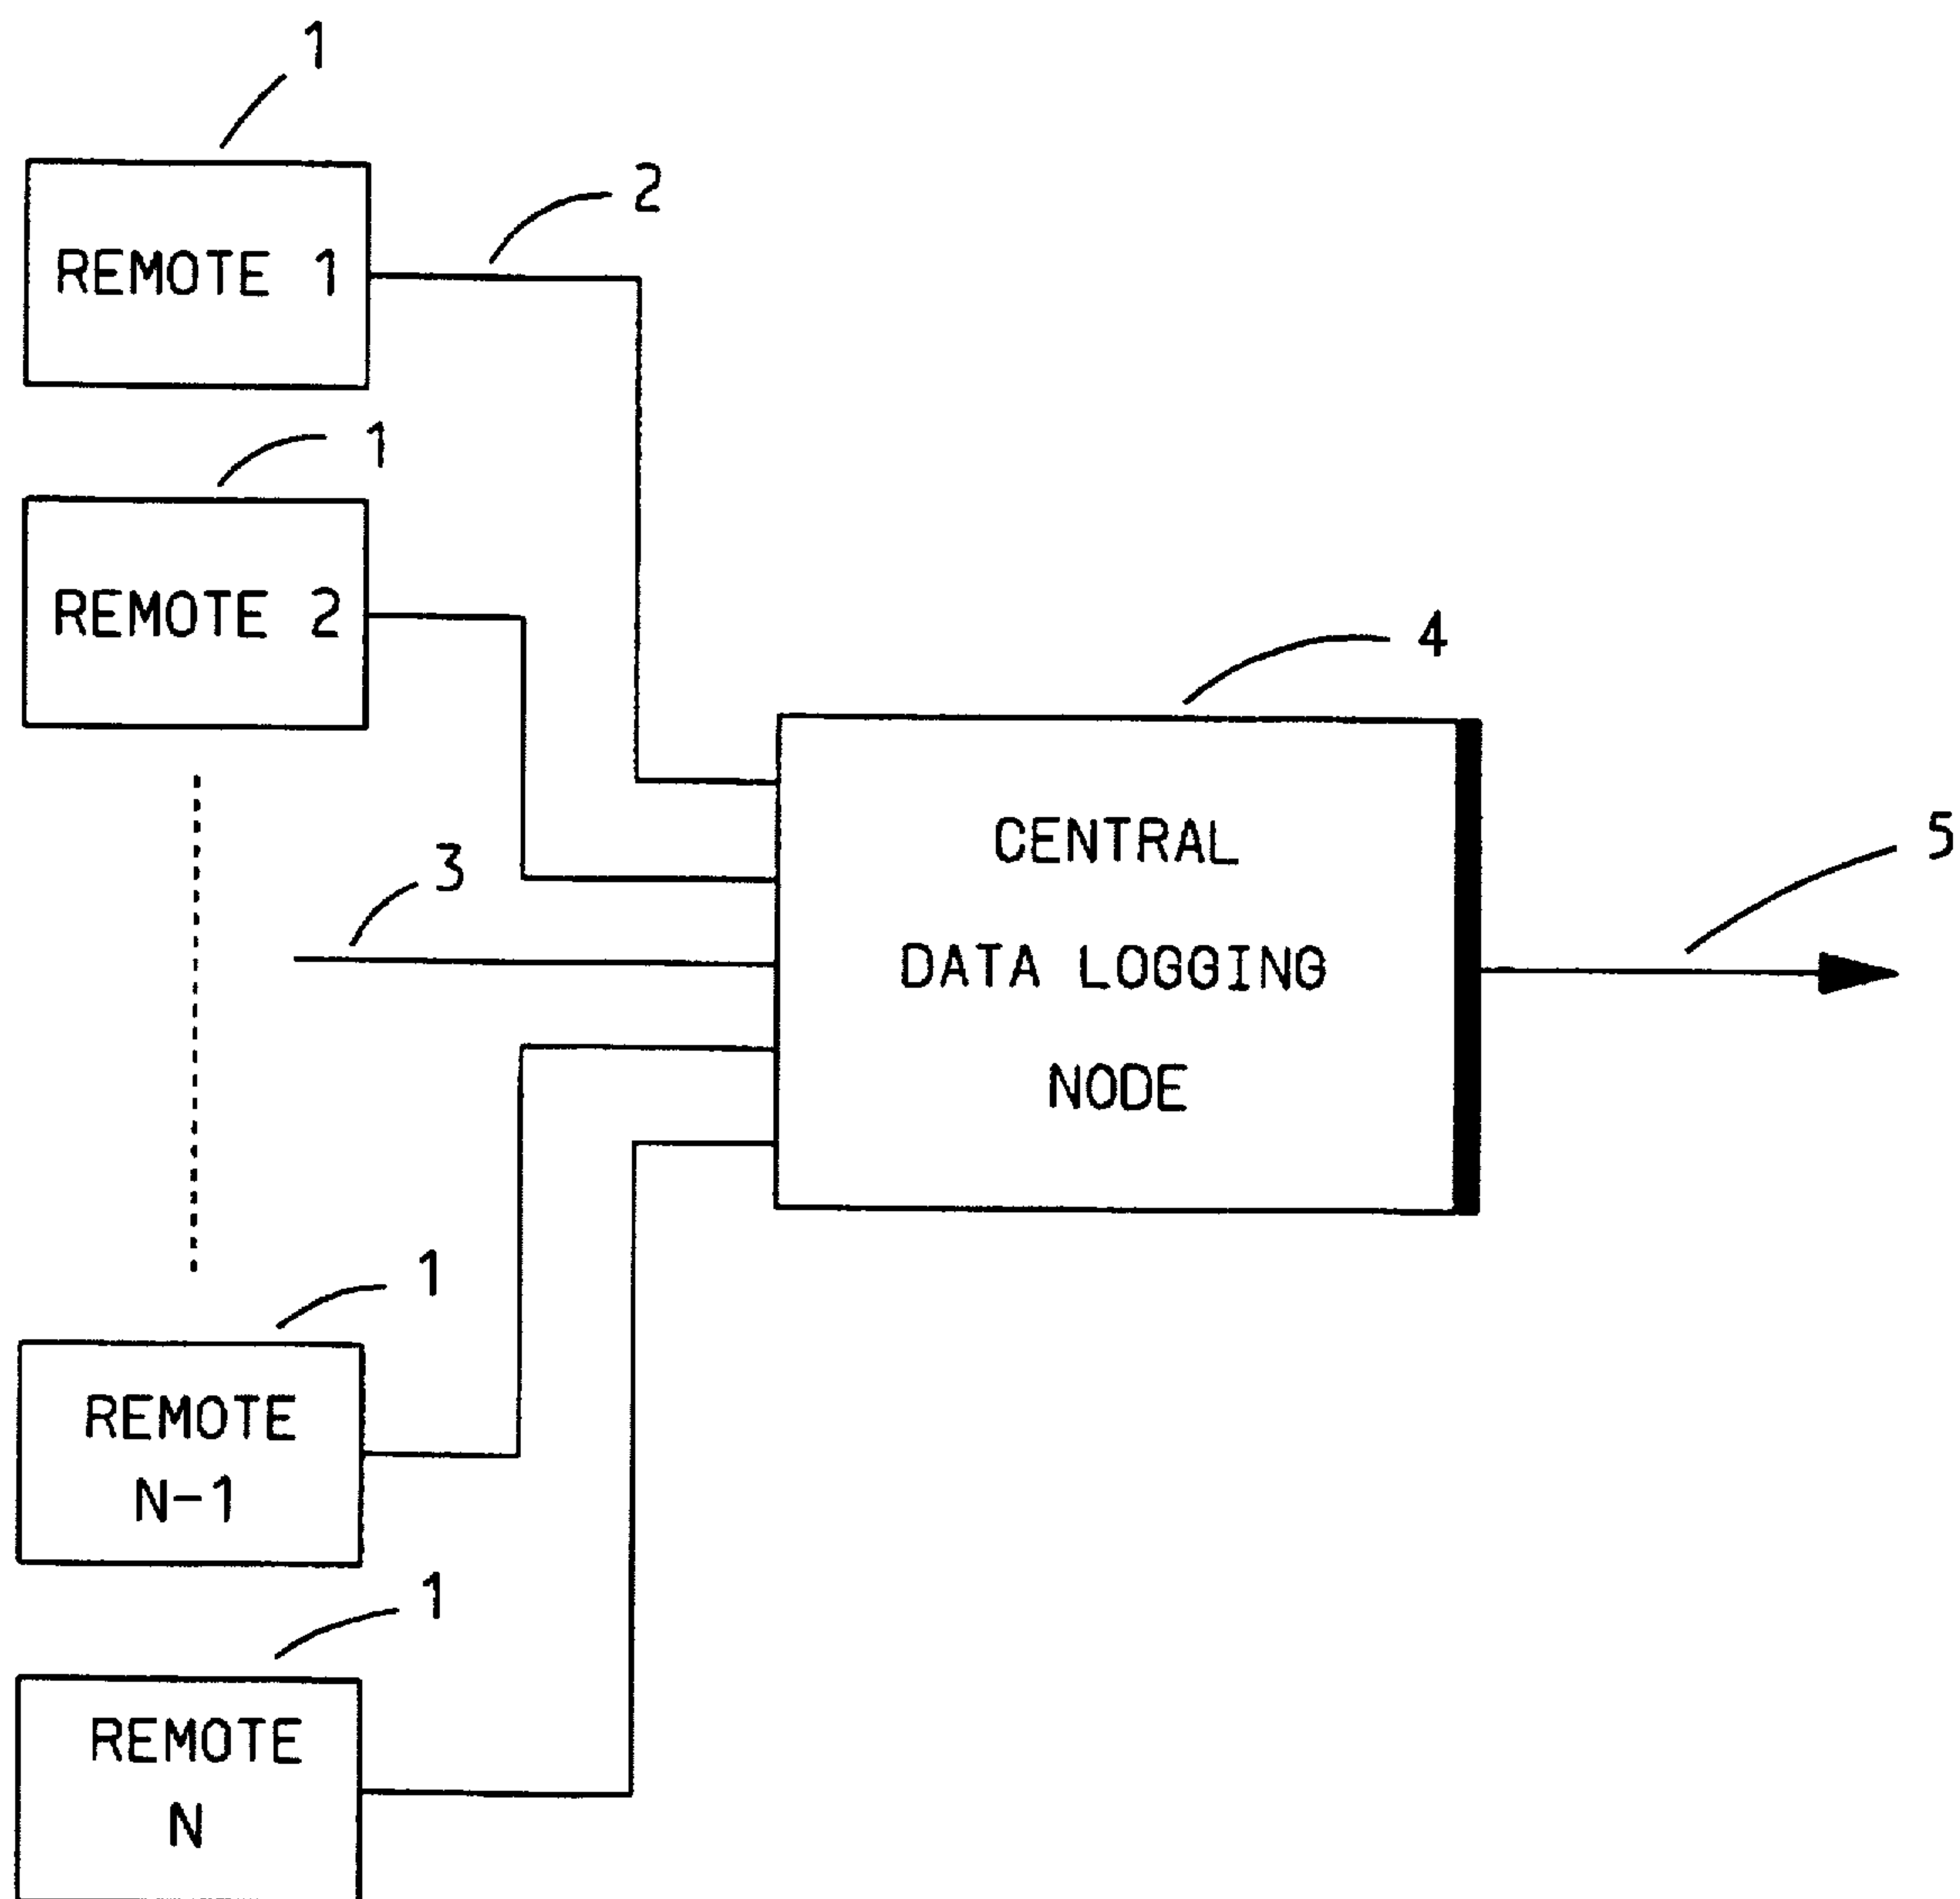 1
REMOTE 1
2
1
REMOTE 2
3
4
CENTRAL
DATA LOGGING
NODE
5
1
REMOTE
N-1
1
REMOTE
N